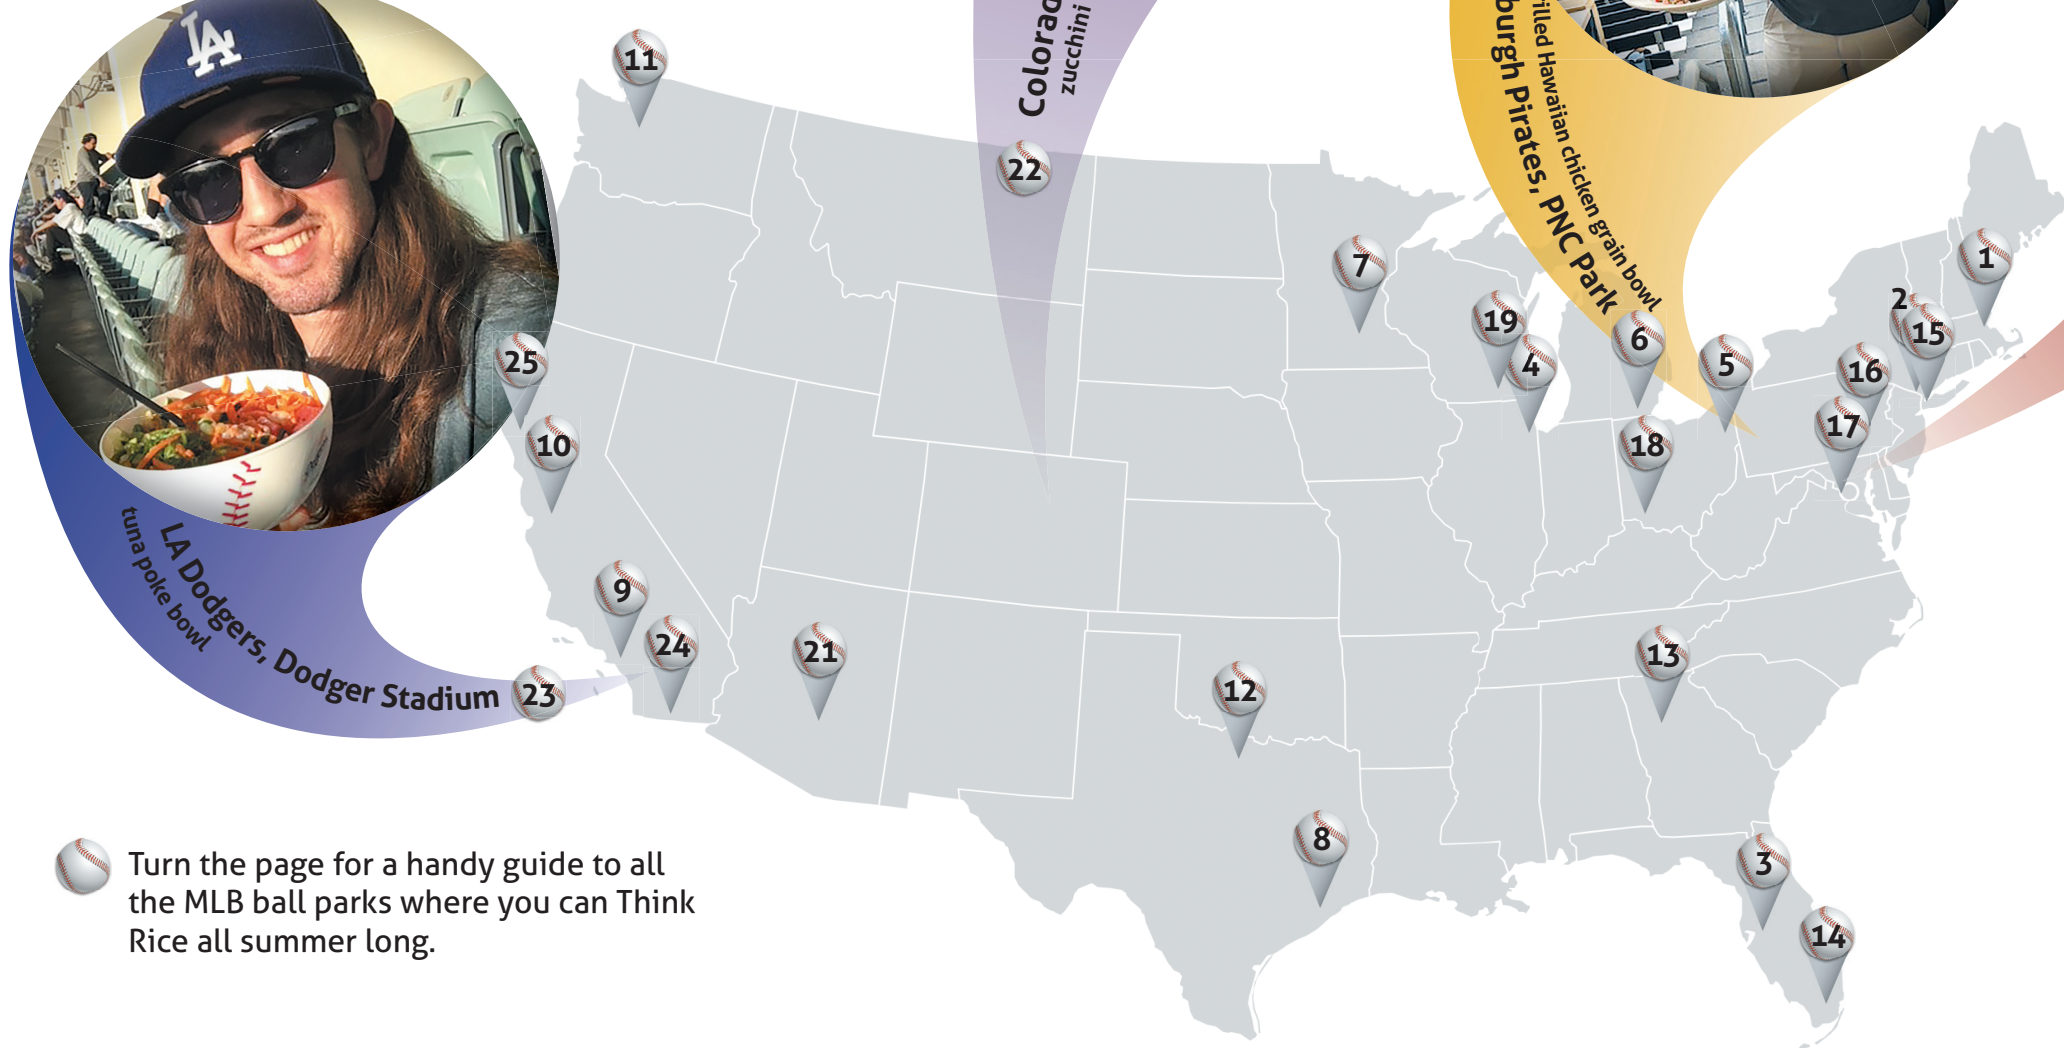 LA
Colorad
zucchini
burgh Pirates, PNC Park
rilled Hawaiian chicken grain bowl
LA Dodgers, Dodger Stadium
tuna poke bowl
11
22
7
19
4
6
5
18
1
2
15
16
17
25
10
9
24
23
21
12
13
8
3
14
Turn the page for a handy guide to all
the MLB ball parks where you can Think
Rice all summer long.